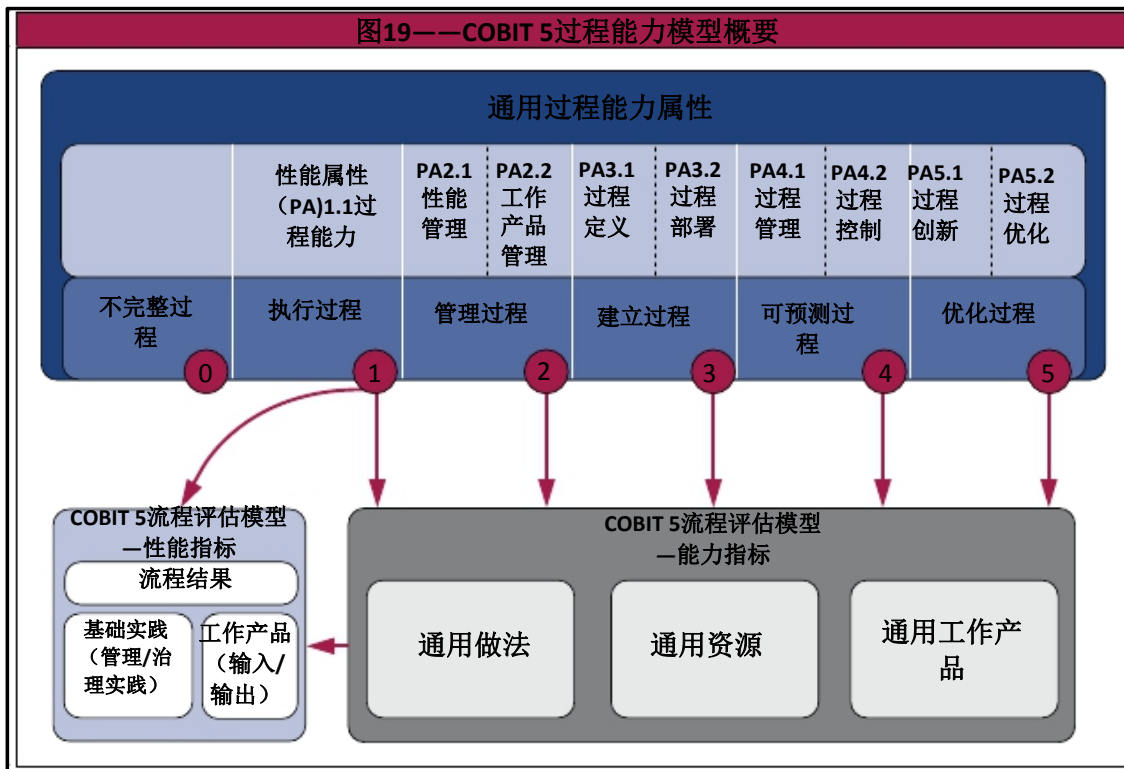 图19——COBIT 5过程能力模型概要
通用过程能力属性
性能属性
（PA)1.1过
程能力
PA2.1
性能
管理
PA2.2
工作
产品
管理
PA3.1
过程
定义
PA3.2
过程
部署
PA4.1
过程
管理
PA4.2
过程
控制
PA5.1
过程
创新
PA5.2
过程
优化
不完整过
程
执行过程
管理过程
建立过程
可预测过
程
优化过程
0
1
2
3
4
5
COBIT 5流程评估模型
—性能指标
流程结果
基础实践
（管理/治
理实践）
工作产品
（输入/
输出）
COBIT 5流程评估模型
—能力指标
通用做法
通用资源
通用工作产
品